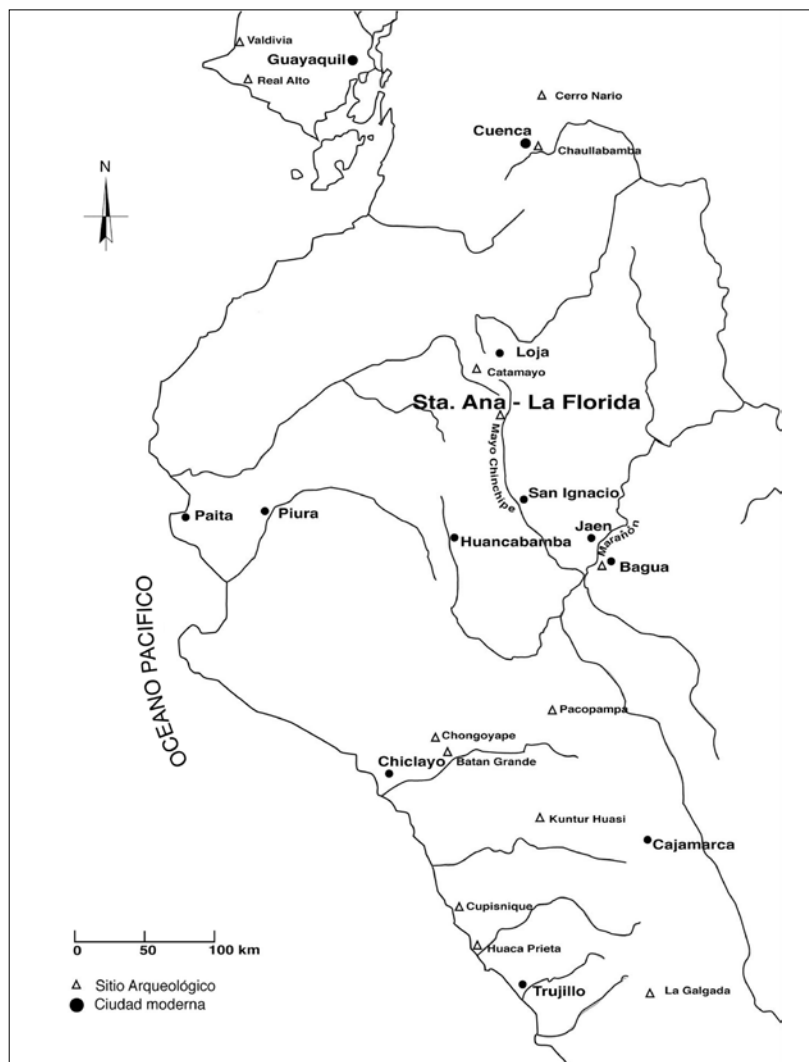 Valdivia
Guayaquil
Real Alto
Cerro Nario
Cuenca
Chaullabamba
N
Loja
Catamayo
Sta. Ana - La Florida
Mayo Chinchipe
San Ignacio
Paita
Piura
Jaen
Huancabamba
Marañón
Bagua
OCEANO PACIFICO
Pacopampa
Chongoyape
Chiclayo
Batan Grande
Kuntur Huasi
Cajamarca
Cupisnique
Huaca Prieta
0 50 100 km
Trujillo
La Galgada
Sitio Arqueológico
Ciudad moderna